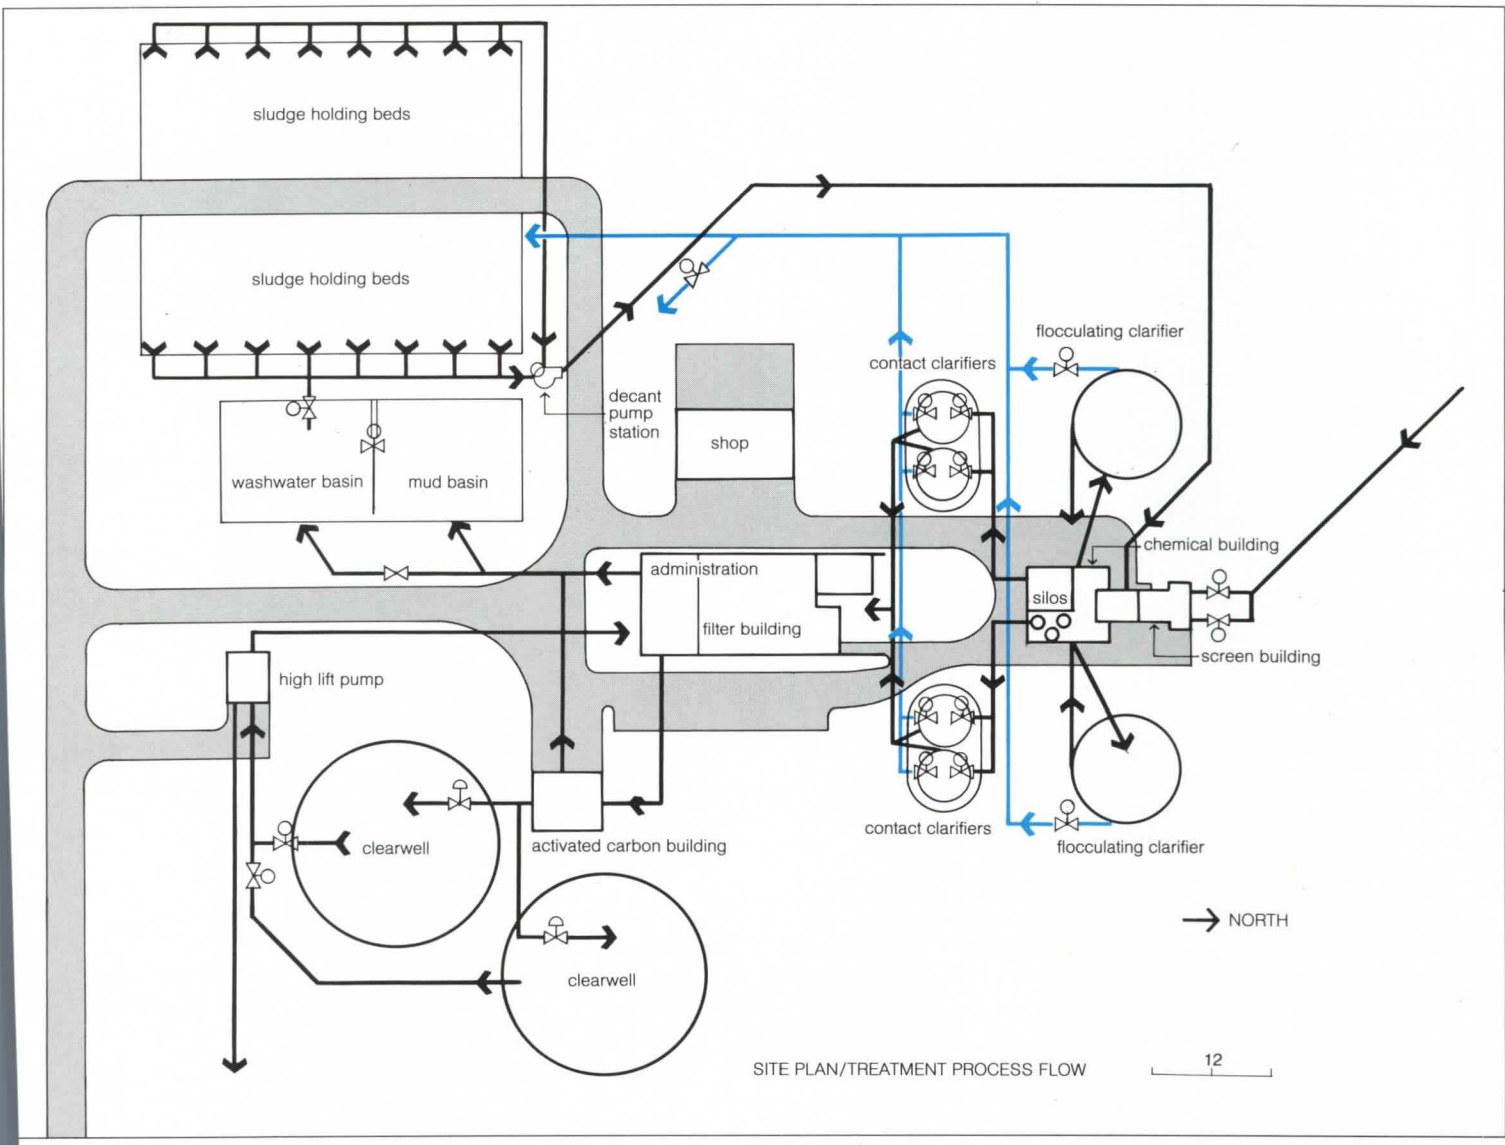 sludge holding beds
sludge holding beds
flocculating clarifier
contact clarifiers
decant
pump
station
shop
washwater basin
mud basin
chemical building
administration
silos
filter building
screen building
high lift pump
contact clarifiers
activated carbon building
clearwell
flocculating clarifier
NORTH
clearwell
SITE PLAN/TREATMENT PROCESS FLOW
12